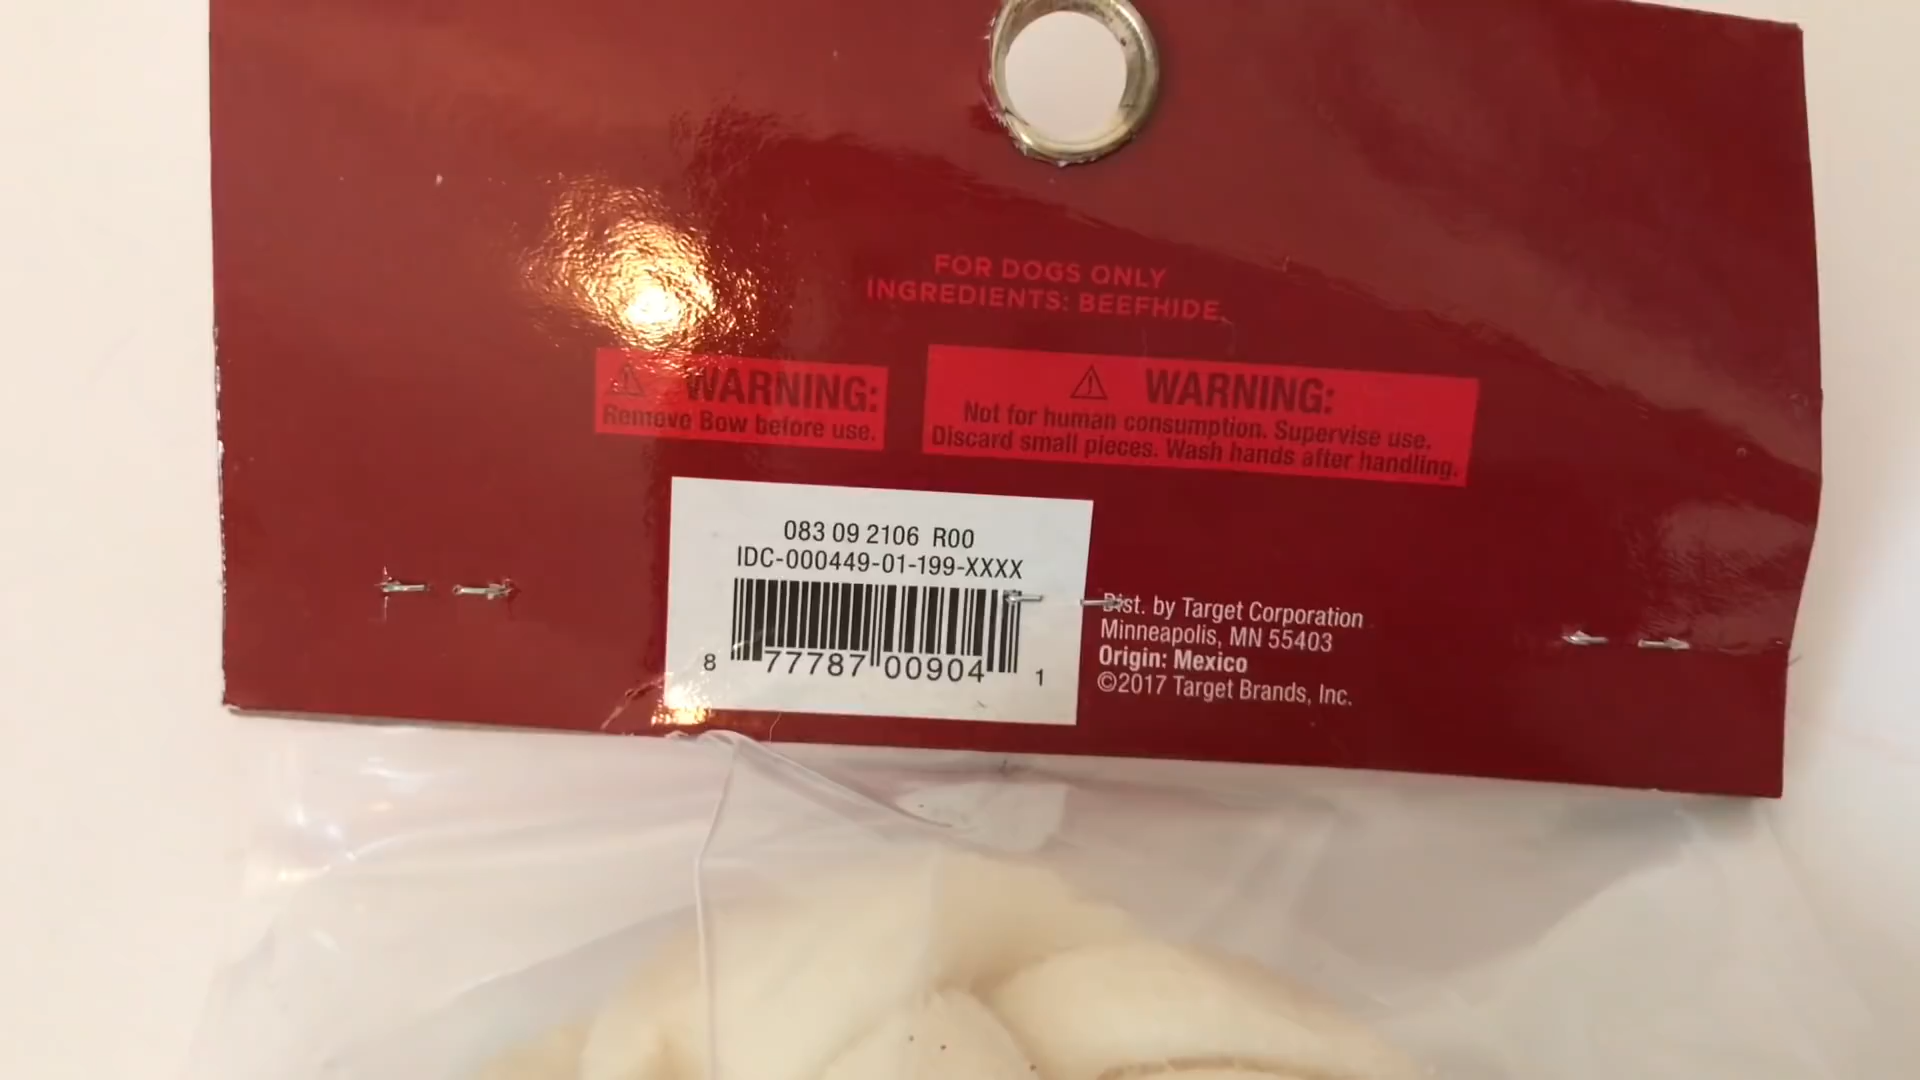 FOR DOGS ONLY
INGREDIENTS: BEEFHIDE.
WARNING:
Remove Bow before use.
WARNING:
Not for human consumption. Supervise use.
Discard small pieces. Wash hands after handling.
083 09 2106 R00
IDC-000449-01-199-XXXX
8 77787 00904 1
Dist. by Target Corporation
Minneapolis, MN 55403
Origin: Mexico
©2017 Target Brands, Inc.